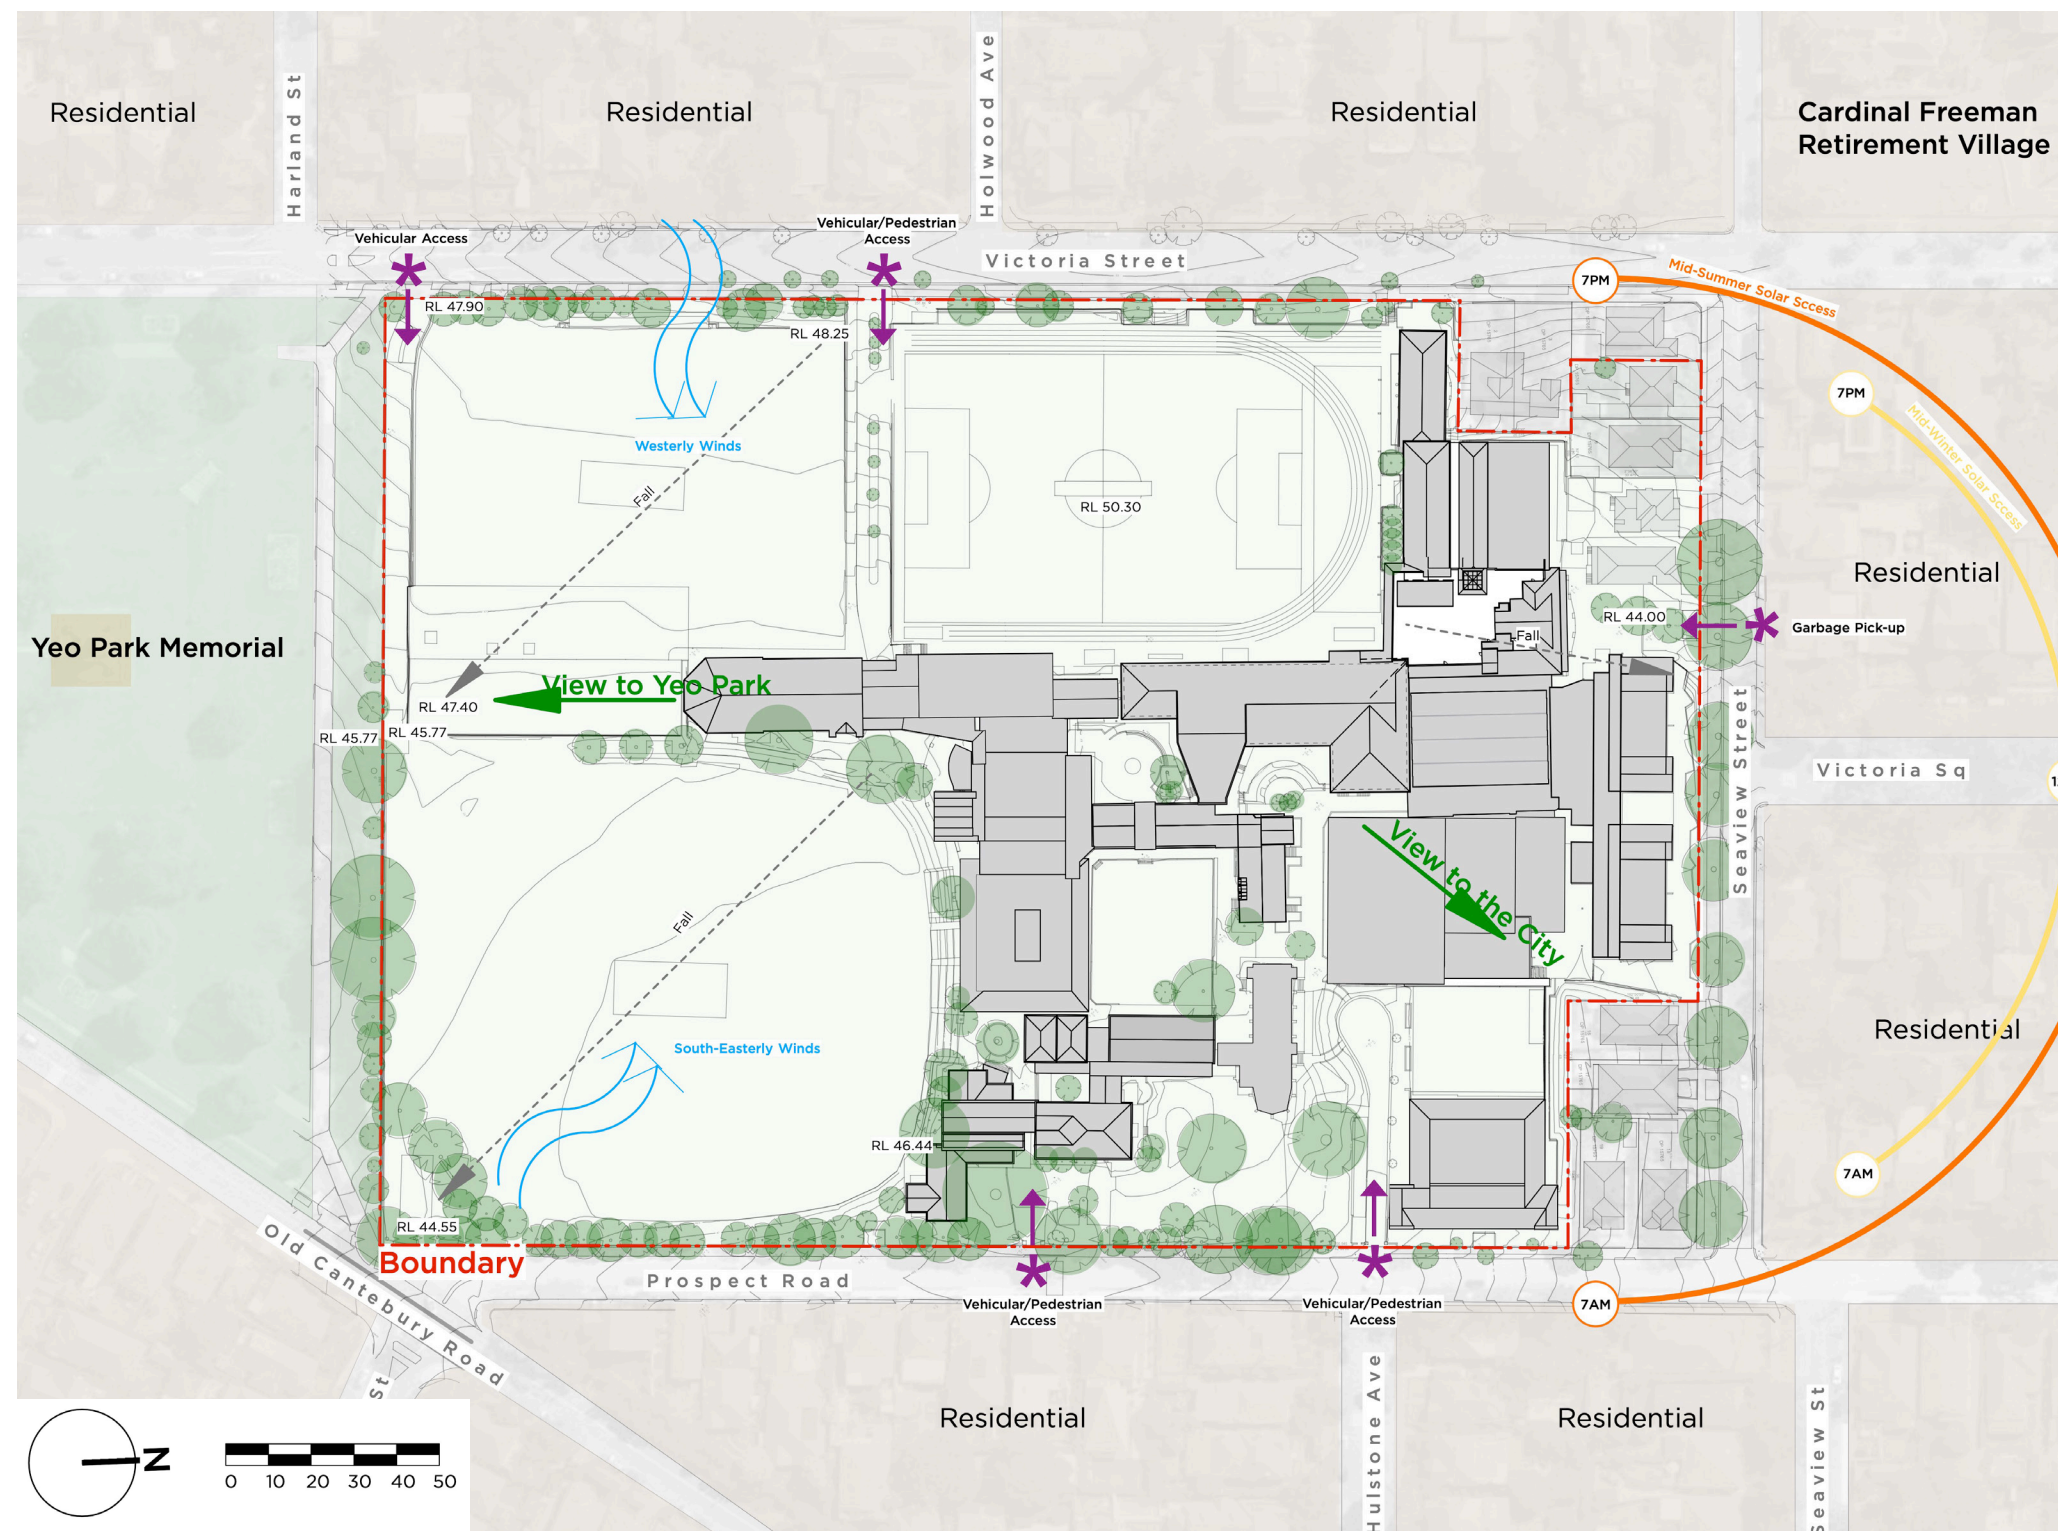 Residential
Harland St
Residential
Holwood Ave
Residential
Cardinal Freeman
Retirement Village
Vehicular Access
Vehicular/Pedestrian
Access
Victoria Street
7PM
Mid-Summer Solar Sccess
RL 47.90
RL 48.25
7PM
Mid-Winter Solar Sccess
Westerly Winds
Fall
RL 50.30
Residential
RL 44.00
Garbage Pick-up
Fall
Yeo Park Memorial
View to Yeo Park
RL 47.40
RL 45.77
RL 45.77
Seaview Street
Victoria Sq
View to the City
Fall
South-Easterly Winds
Residential
RL 46.44
7AM
RL 44.55
Boundary
Old Cantebury Road
Prospect Road
Vehicular/Pedestrian
Access
Vehicular/Pedestrian
Access
7AM
St
Hulstone Ave
Seaview St
Residential
Residential
N
0 10 20 30 40 50